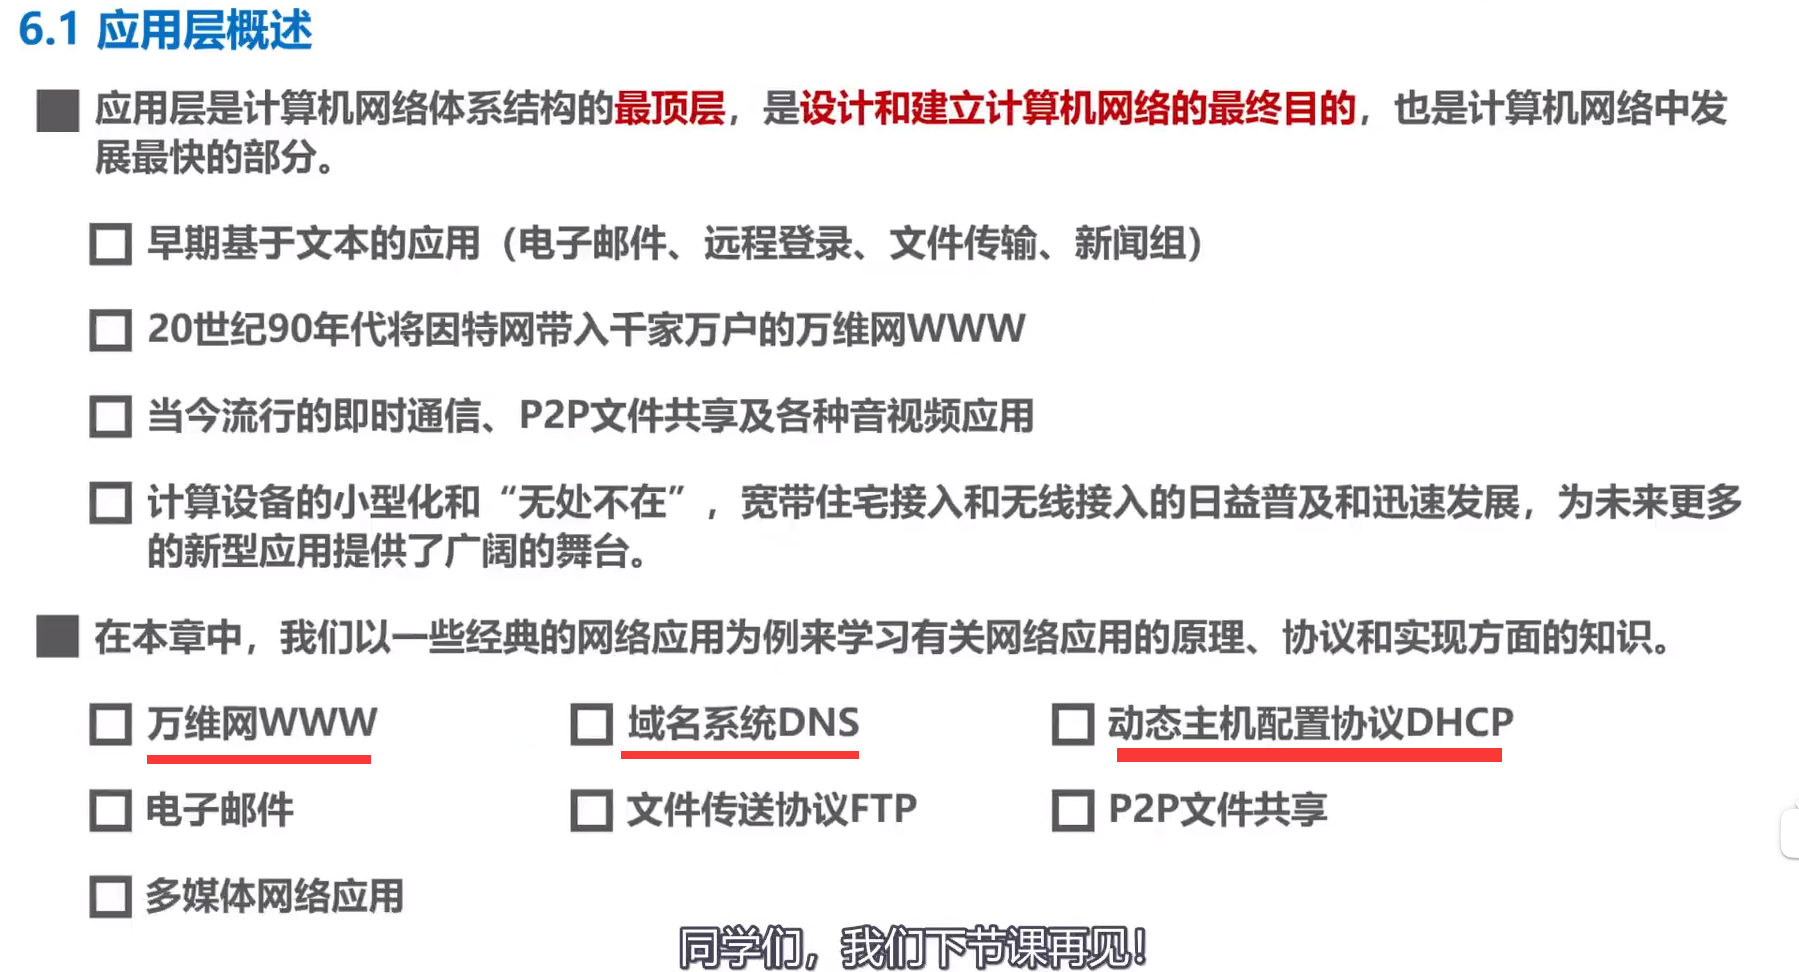 6.1 应用层概述
应用层是计算机网络体系结构的最顶层，是设计和建立计算机网络的最终目的，也是计算机网络中发
展最快的部分。
早期基于文本的应用（电子邮件、远程登录、文件传输、新闻组）
20世纪90年代将因特网带入千家万户的万维网WWW
当今流行的即时通信、P2P文件共享及各种音视频应用
计算设备的小型化和“无处不在”，宽带住宅接入和无线接入的日益普及和迅速发展，为未来更多
的新型应用提供了广阔的舞台。
在本章中，我们以一些经典的网络应用为例来学习有关网络应用的原理、协议和实现方面的知识。
万维网WWW 域名系统DNS 动态主机配置协议DHCP
电子邮件 文件传送协议FTP P2P文件共享
多媒体网络应用
同学们，我们下节课再见！